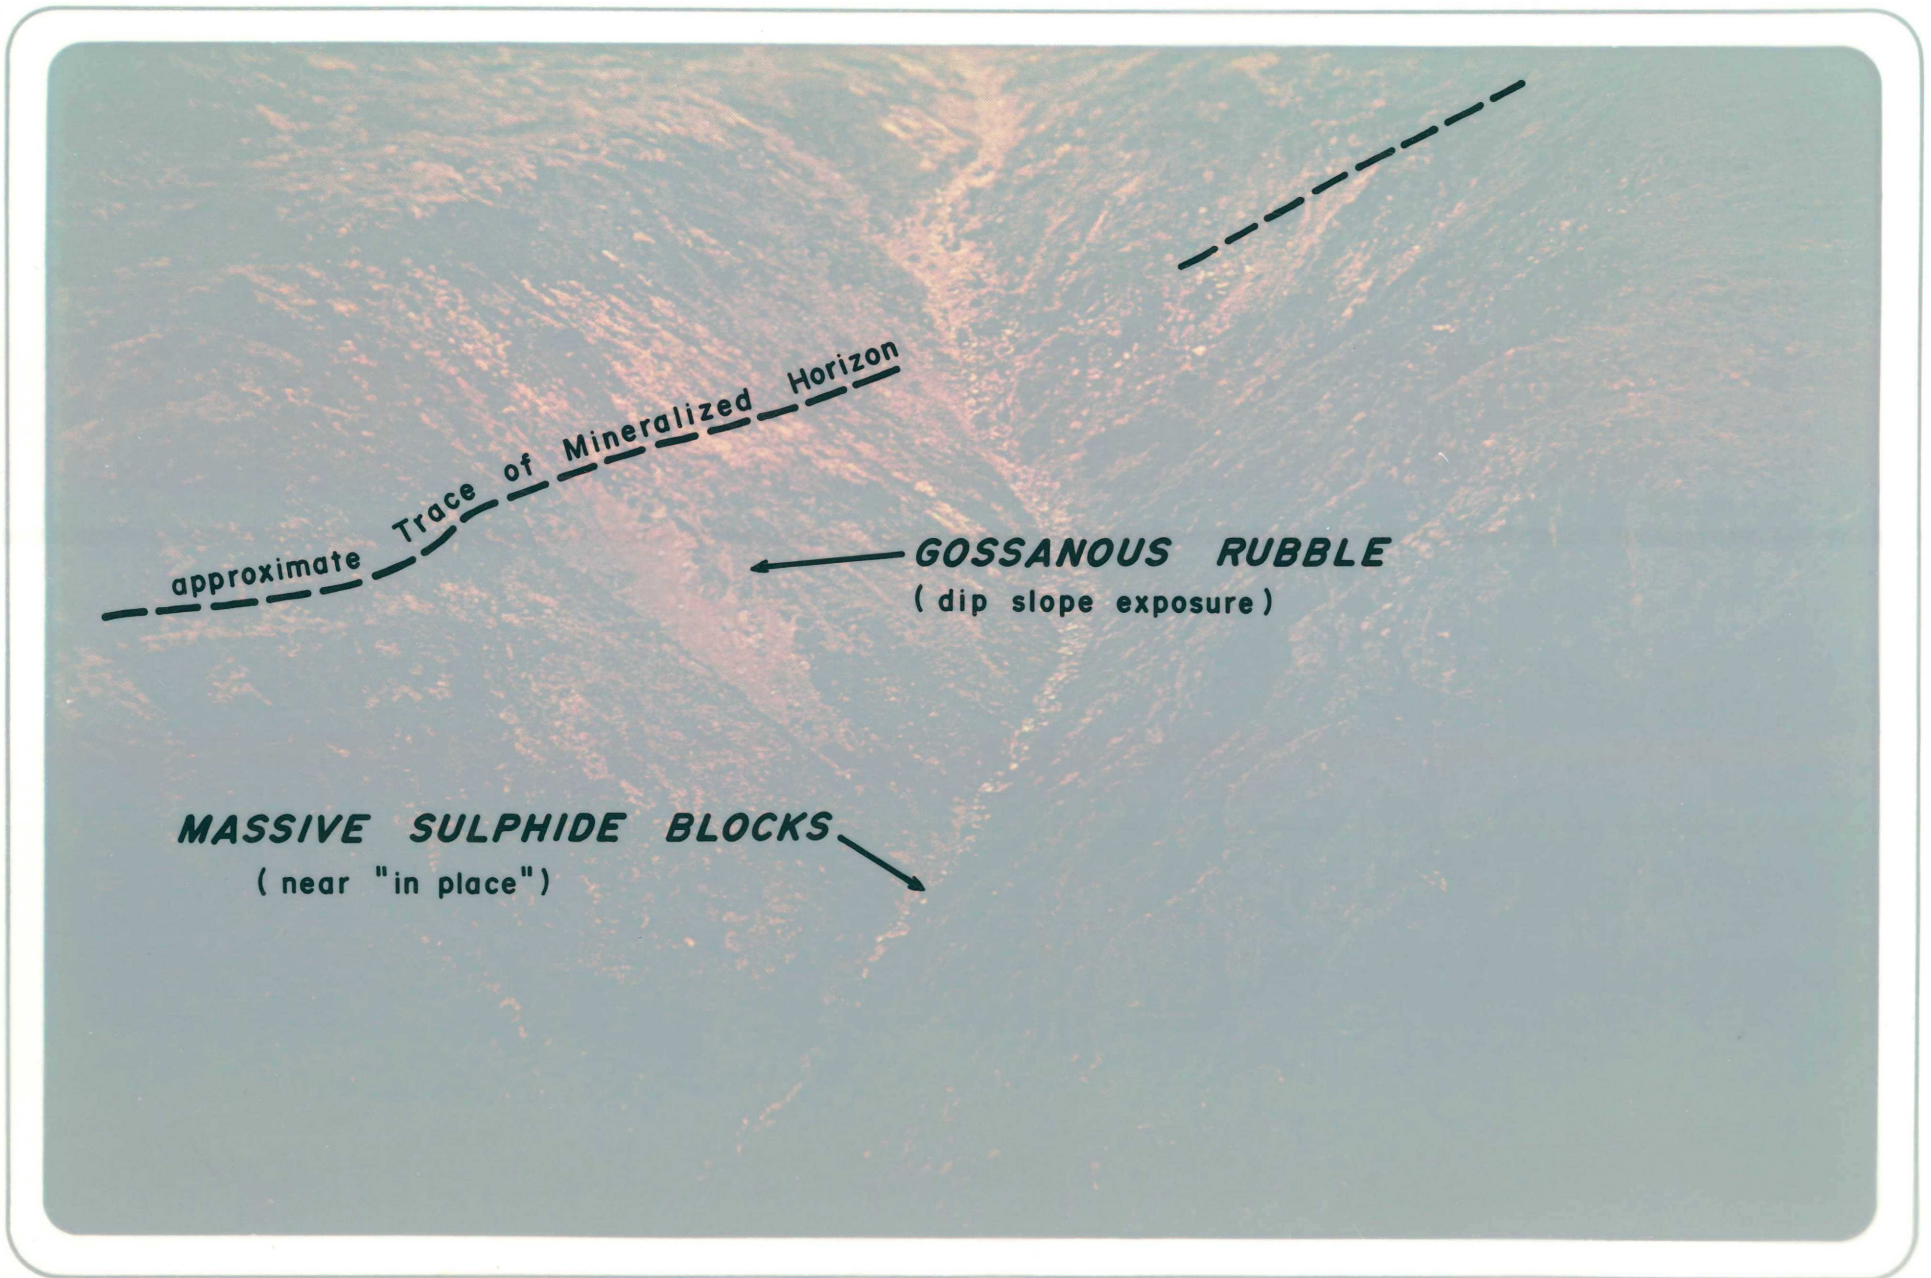 approximate Trace of Mineralized Horizon
GOSSANOUS RUBBLE
( dip slope exposure )
MASSIVE SULPHIDE BLOCKS
( near "in place" )